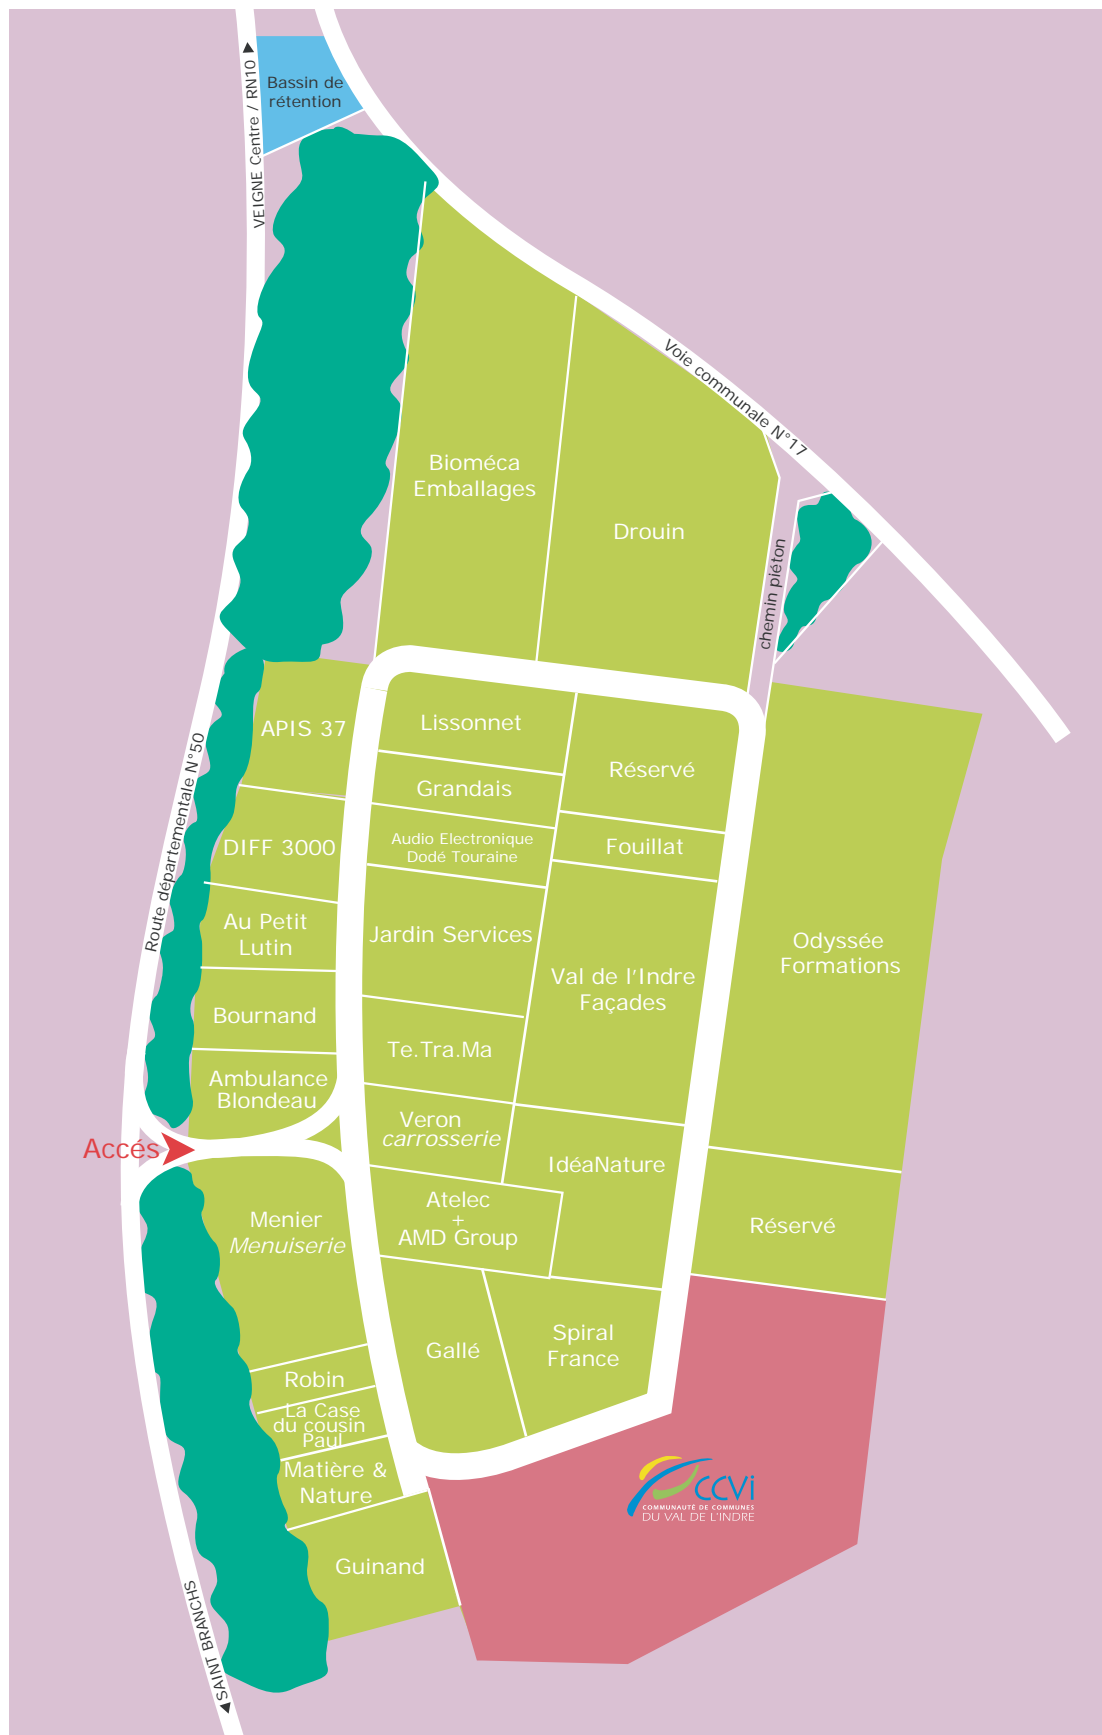 VEIGNE Centre / RN10
Bassin de
rétention
Voie communale N°17
Bioméca
Emballages
Drouin
chemin piéton
APIS 37
Lissonnet
Réservé
Grandais
Route départementale N°50
DIFF 3000
Audio Electronique
Dodé Touraine
Fouillat
Au Petit
Lutin
Jardin Services
Odyssée
Formations
Val de l'Indre
Façades
Bournand
Te.Tra.Ma
Ambulance
Blondeau
Veron
carrosserie
Accés
IdéaNature
Menier
Menuiserie
Atelec
+
AMD Group
Réservé
Gallé
Spiral
France
Robin
La Case
du cousin
Paul
Matière &
Nature
CCVi
COMMUNAUTÉ DE COMMUNES
DU VAL DE L'INDRE
Guinand
SAINT BRANCHS